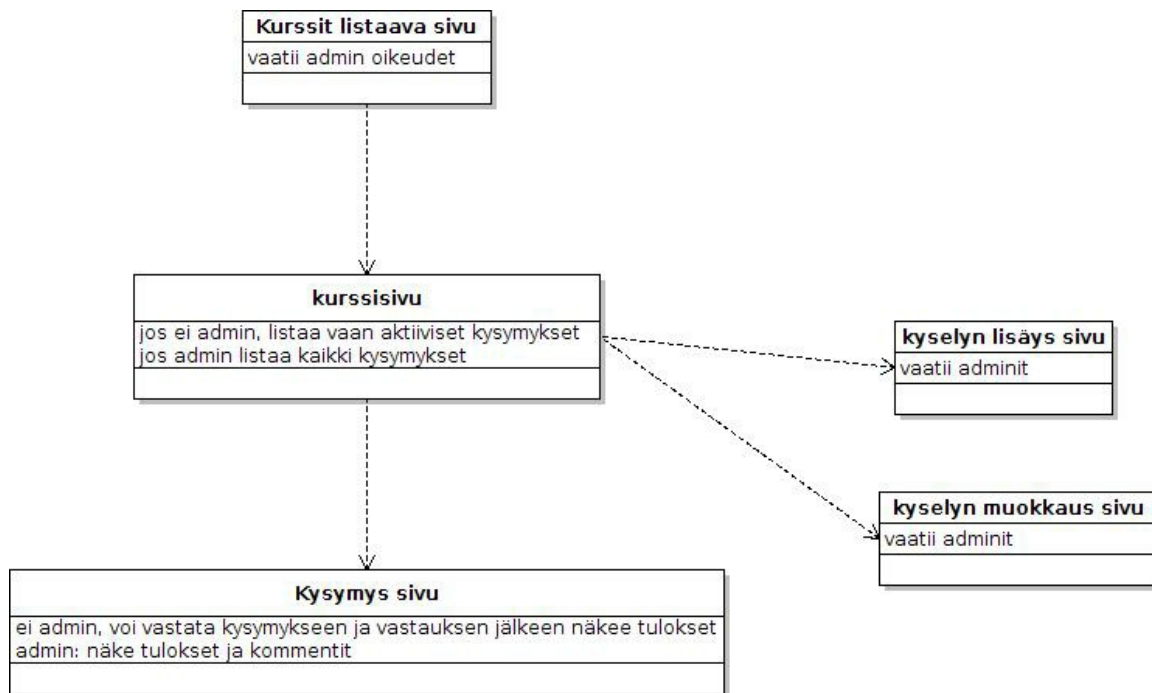 Kurssit listaava sivu
vaatii admin oikeudet
kurssisivu
jos ei admin, listaa vaan aktiiviset kysymykset
jos admin listaa kaikki kysymykset
kyselyn lisäys sivu
vaatii adminit
kyselyn muokkaus sivu
vaatii adminit
Kysymys sivu
ei admin, voi vastata kysymykseen ja vastauksen jälkeen näkee tulokset
admin: näke tulokset ja kommentit